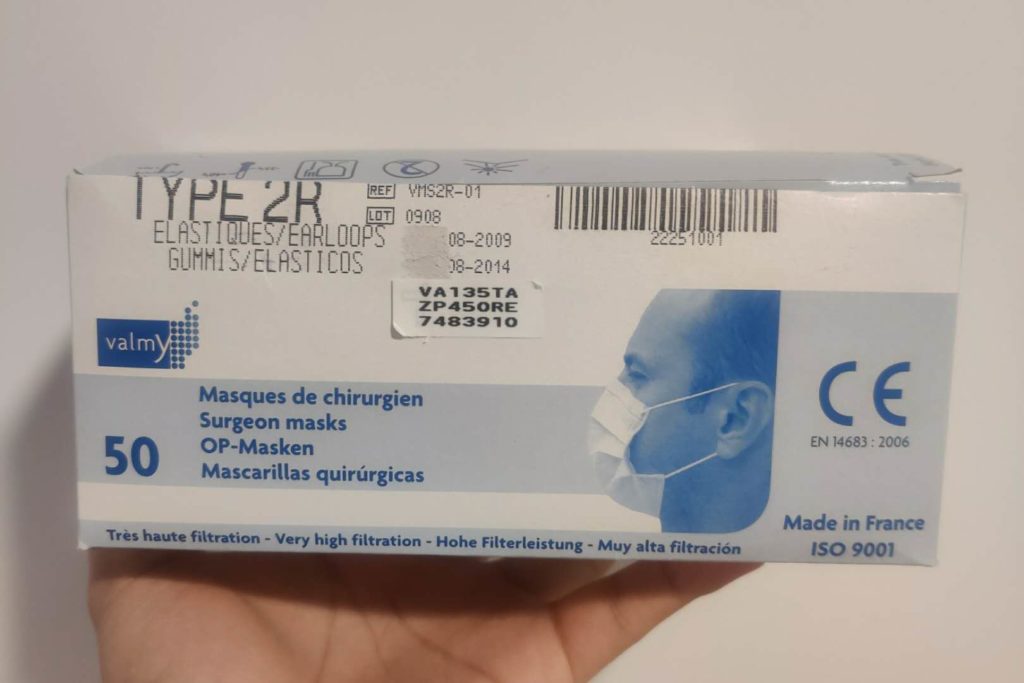 TYPE 2R
ELASTIQUES/EARLOOPS
GUMMIS/ELASTICOS
REF VMS2R-01
LOT 0908
08-2009
08-2014
22251001
VA135TA
ZP450RE
7483910
valmy
50
Masques de chirurgien
Surgeon masks
OP-Masken
Mascarillas quirúrgicas
CE
EN 14683 : 2006
Made in France
ISO 9001
Très haute filtration - Very high filtration - Hohe Filterleistung - Muy alta filtración